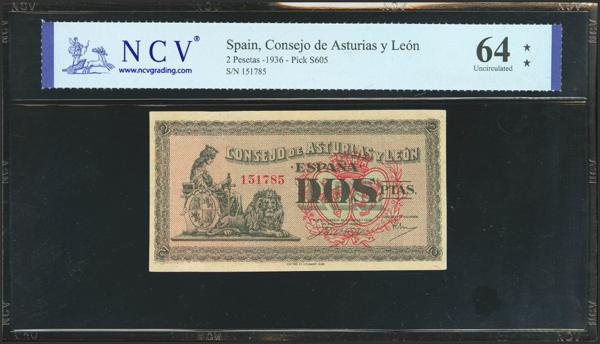 NCV®
www.ncvgrading.com
Spain, Consejo de Asturias y León
2 Pesetas -1936 - Pick S605
S/N 151785
64 ★★
Uncirculated
CONSEJO DE ASTURIAS Y LEÓN
·ESPAÑA·
151785
DOS PTAS.